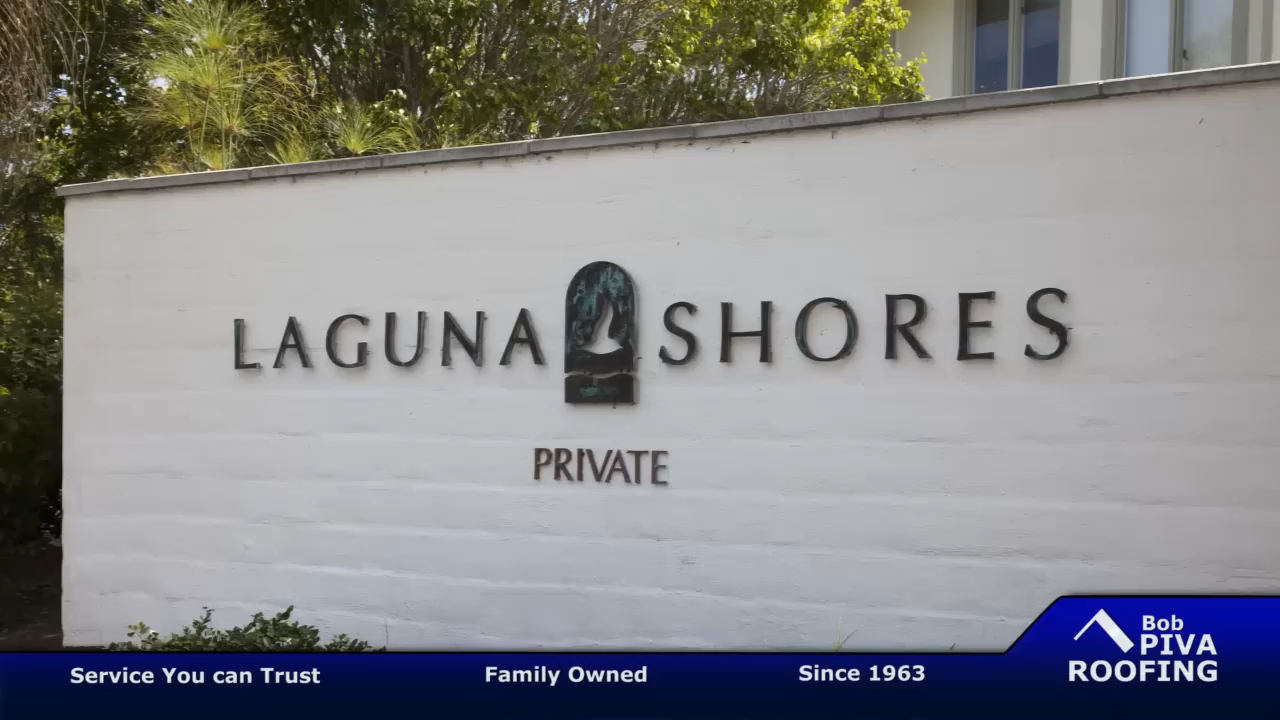 LAGUNA SHORES
PRIVATE
Service You can Trust
Family Owned
Since 1963
Bob
PIVA
ROOFING